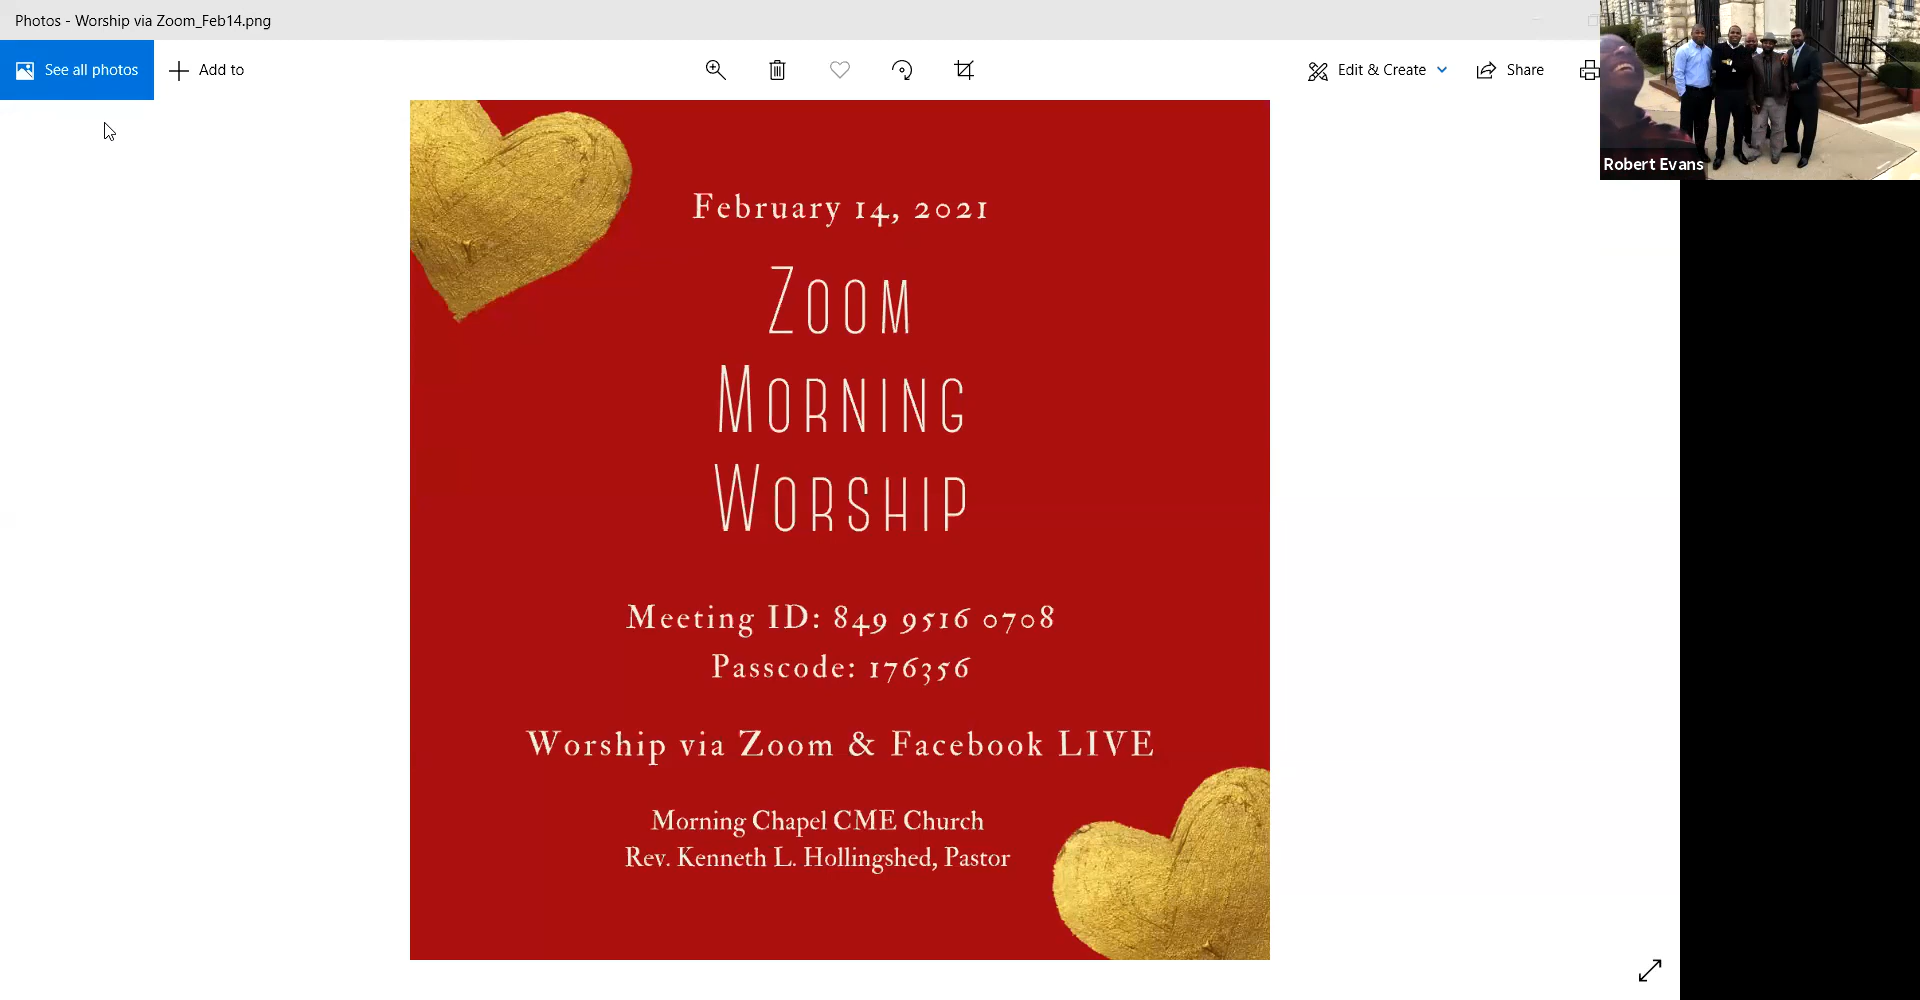 Photos - Worship via Zoom_Feb14.png
See all photos
Add to
Edit & Create
Share
Robert Evans
February 14, 2021
Zoom
Morning
Worship
Meeting ID: 849 9516 0708
Passcode: 176356
Worship via Zoom & Facebook LIVE
Morning Chapel CME Church
Rev. Kenneth L. Hollingshed, Pastor